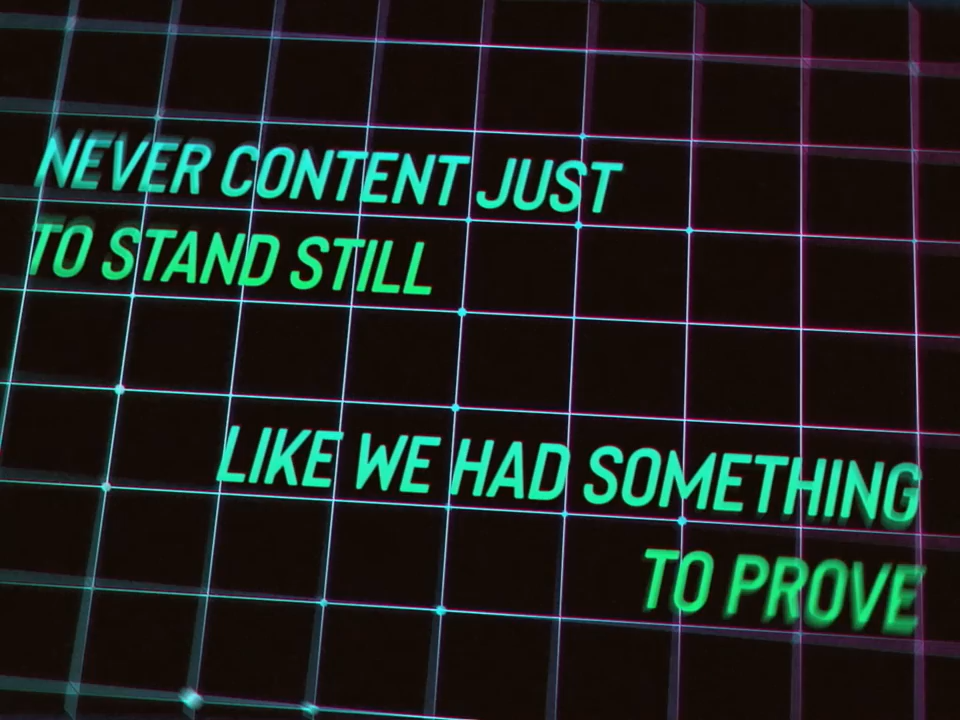 NEVER CONTENT JUST
TO STAND STILL
LIKE WE HAD SOMETHING
TO PROVE